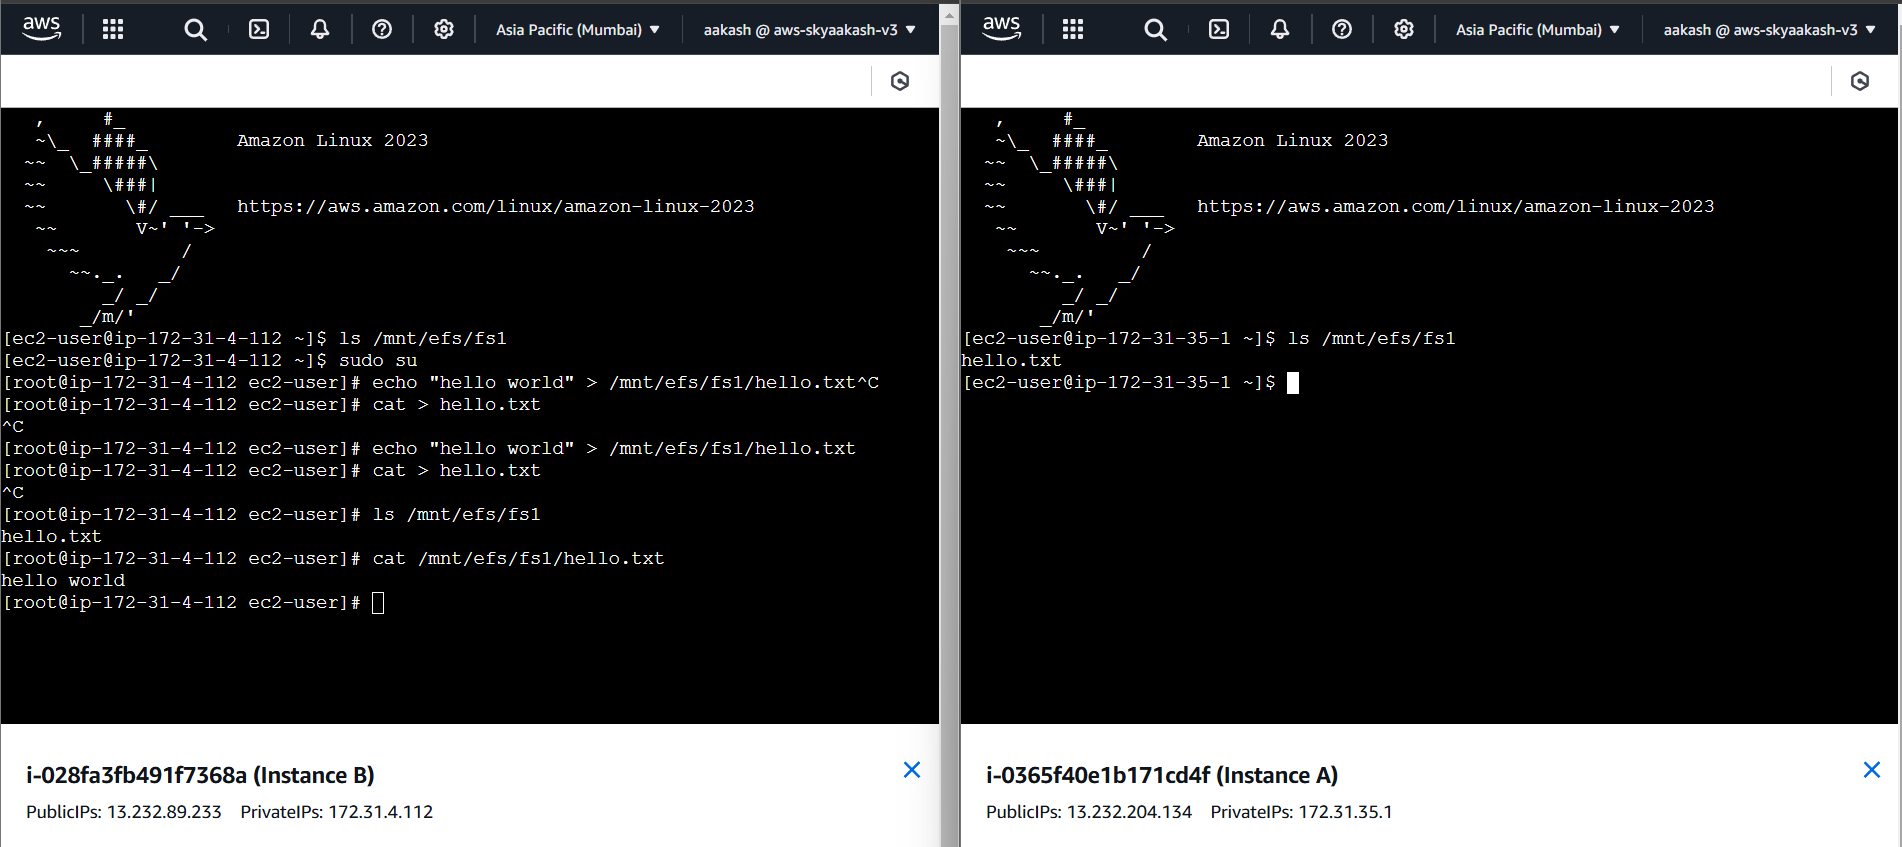 aws
Asia Pacific (Mumbai) ▼
aakash @ aws-skyaakash-v3 ▼
   ,     #_
   ~\_  ####_        Amazon Linux 2023
  ~~  \_#####\
  ~~     \###|
  ~~       \#/ ___   https://aws.amazon.com/linux/amazon-linux-2023
   ~~       V~' '->
    ~~~         /
      ~~._.   _/
         _/ _/
       _/m/'
[ec2-user@ip-172-31-4-112 ~]$ ls /mnt/efs/fs1
[ec2-user@ip-172-31-4-112 ~]$ sudo su
[root@ip-172-31-4-112 ec2-user]# echo "hello world" > /mnt/efs/fs1/hello.txt^C
[root@ip-172-31-4-112 ec2-user]# cat > hello.txt
^C
[root@ip-172-31-4-112 ec2-user]# echo "hello world" > /mnt/efs/fs1/hello.txt
[root@ip-172-31-4-112 ec2-user]# cat > hello.txt
^C
[root@ip-172-31-4-112 ec2-user]# ls /mnt/efs/fs1
hello.txt
[root@ip-172-31-4-112 ec2-user]# cat /mnt/efs/fs1/hello.txt
hello world
[root@ip-172-31-4-112 ec2-user]#
i-028fa3fb491f7368a (Instance B)
PublicIPs: 13.232.89.233 PrivateIPs: 172.31.4.112
aws
Asia Pacific (Mumbai) ▼
aakash @ aws-skyaakash-v3 ▼
   ,     #_
   ~\_  ####_        Amazon Linux 2023
  ~~  \_#####\
  ~~     \###|
  ~~       \#/ ___   https://aws.amazon.com/linux/amazon-linux-2023
   ~~       V~' '->
    ~~~         /
      ~~._.   _/
         _/ _/
       _/m/'
[ec2-user@ip-172-31-35-1 ~]$ ls /mnt/efs/fs1
hello.txt
[ec2-user@ip-172-31-35-1 ~]$
i-0365f40e1b171cd4f (Instance A)
PublicIPs: 13.232.204.134 PrivateIPs: 172.31.35.1